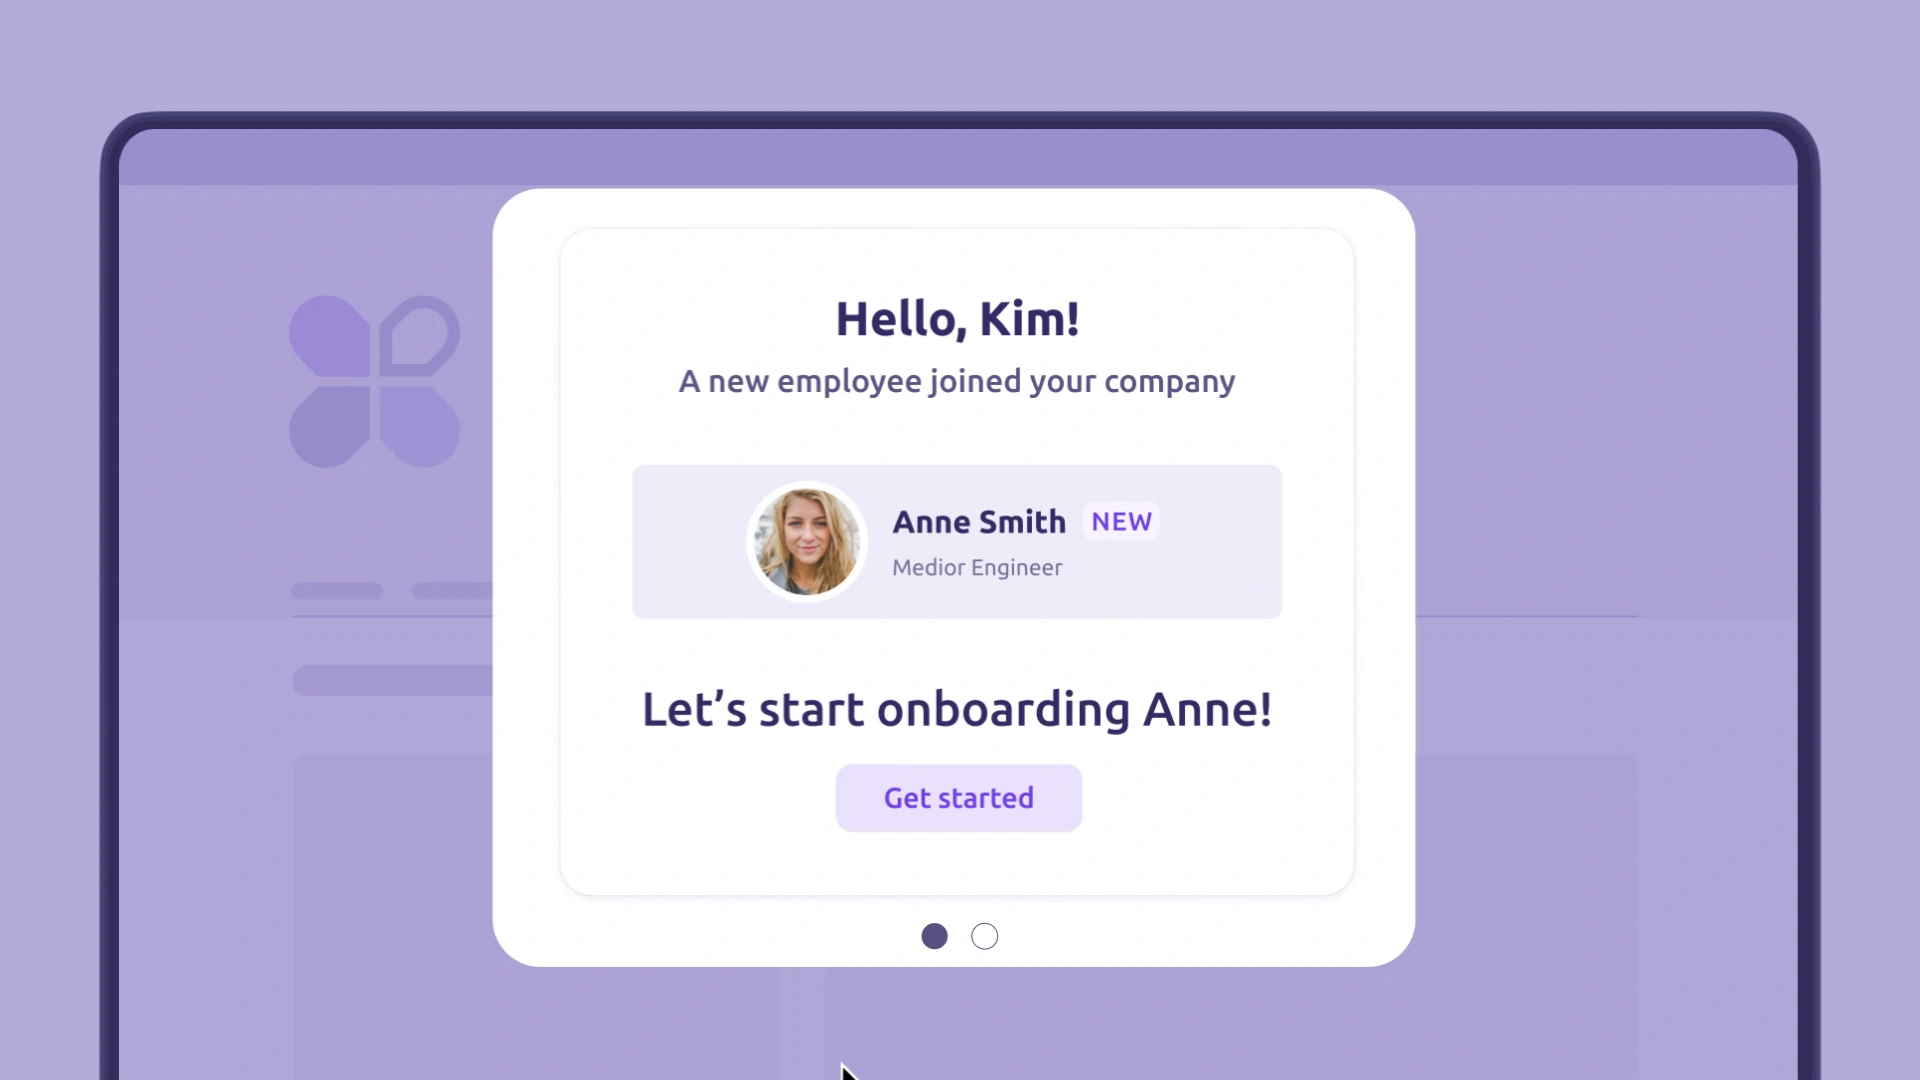 Hello, Kim!
A new employee joined your company
Anne Smith NEW
Medior Engineer
Let’s start onboarding Anne!
Get started